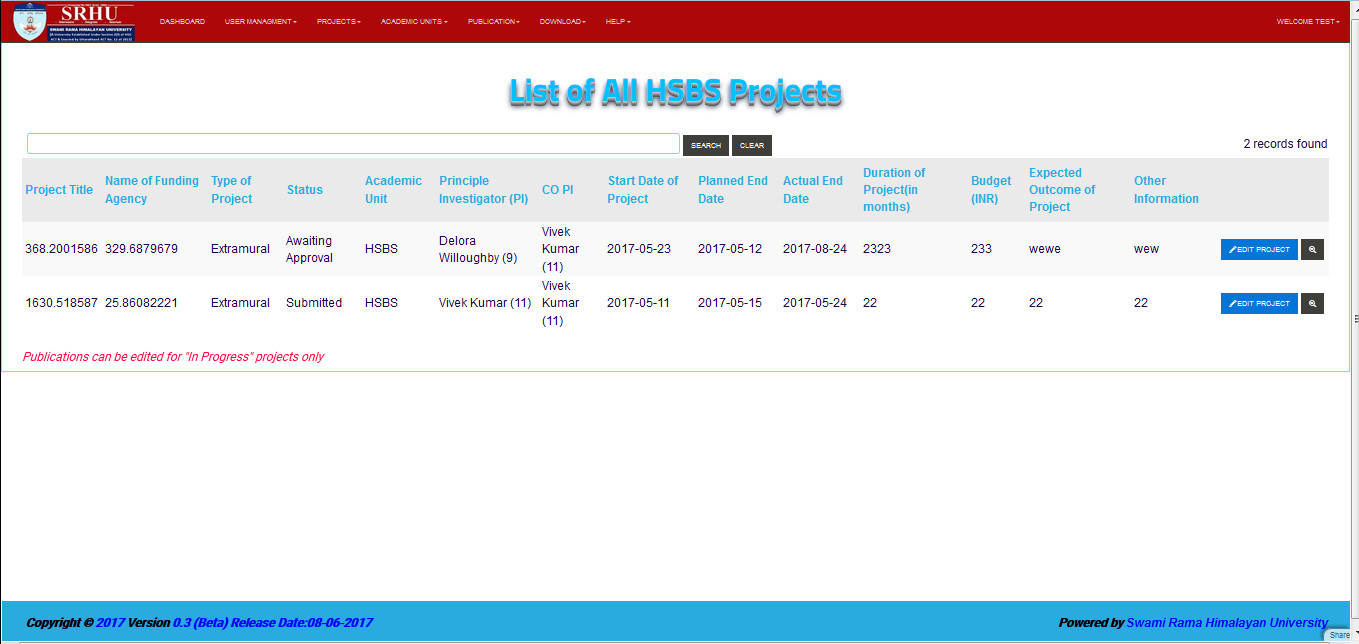 SRHU
SWAMI RAMA HIMALAYAN UNIVERSITY
DASHBOARD USER MANAGMENT PROJECTS ACADEMIC UNITS PUBLICATION DOWNLOAD HELP WELCOME TEST
List of All HSBS Projects
SEARCH CLEAR 2 records found
Project Title Name of Funding Agency Type of Project Status Academic Unit Principle Investigator (PI) CO PI Start Date of Project Planned End Date Actual End Date Duration of Project(in months) Budget (INR) Expected Outcome of Project Other Information
368.2001586 329.6879679 Extramural Awaiting Approval HSBS Delora Willoughby (9) Vivek Kumar (11) 2017-05-23 2017-05-12 2017-08-24 2323 233 wewe wew EDIT PROJECT
1630.518587 25.86082221 Extramural Submitted HSBS Vivek Kumar (11) Vivek Kumar (11) 2017-05-11 2017-05-15 2017-05-24 22 22 22 22 EDIT PROJECT
Publications can be edited for "In Progress" projects only
Copyright © 2017 Version 0.3 (Beta) Release Date:08-06-2017 Powered by Swami Rama Himalayan University
Share